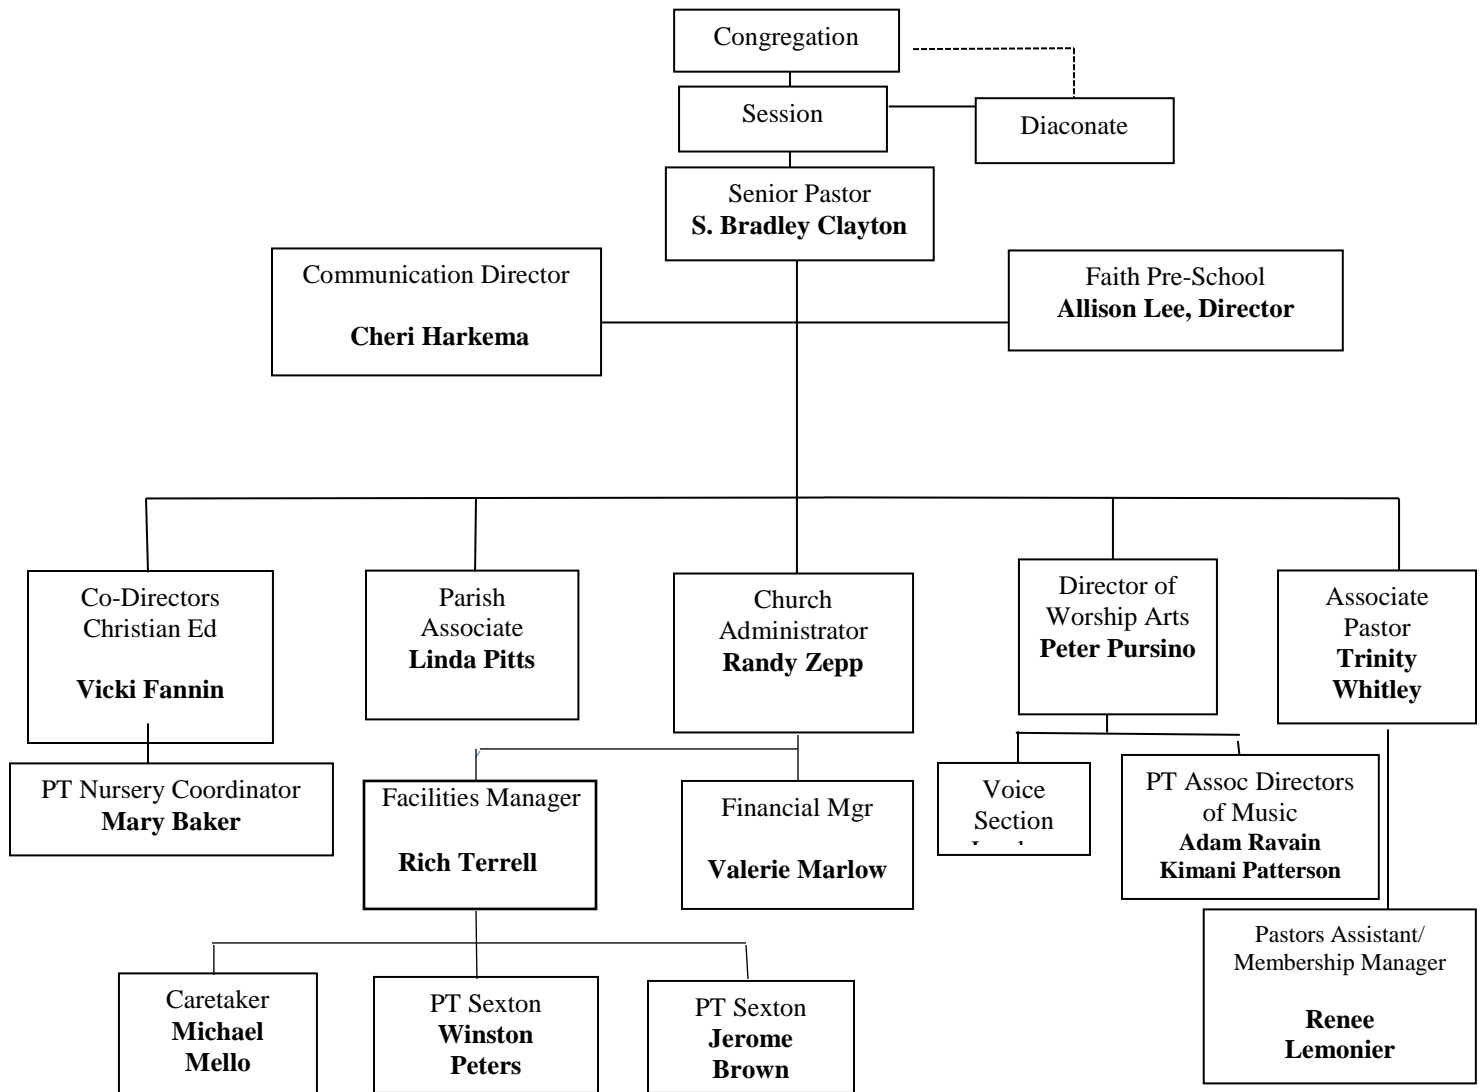 Congregation
Session
Diaconate
Senior Pastor
S. Bradley Clayton
Communication Director
Cheri Harkema
Faith Pre-School
Allison Lee, Director
Co-Directors
Christian Ed
Vicki Fannin
Parish
Associate
Linda Pitts
Church
Administrator
Randy Zepp
Director of
Worship Arts
Peter Pursino
Associate
Pastor
Trinity
Whitley
PT Nursery Coordinator
Mary Baker
Facilities Manager
Rich Terrell
Financial Mgr
Valerie Marlow
Voice
Section
PT Assoc Directors
of Music
Adam Ravain
Kimani Patterson
Pastors Assistant/
Membership Manager
Renee
Lemonier
Caretaker
Michael
Mello
PT Sexton
Winston
Peters
PT Sexton
Jerome
Brown